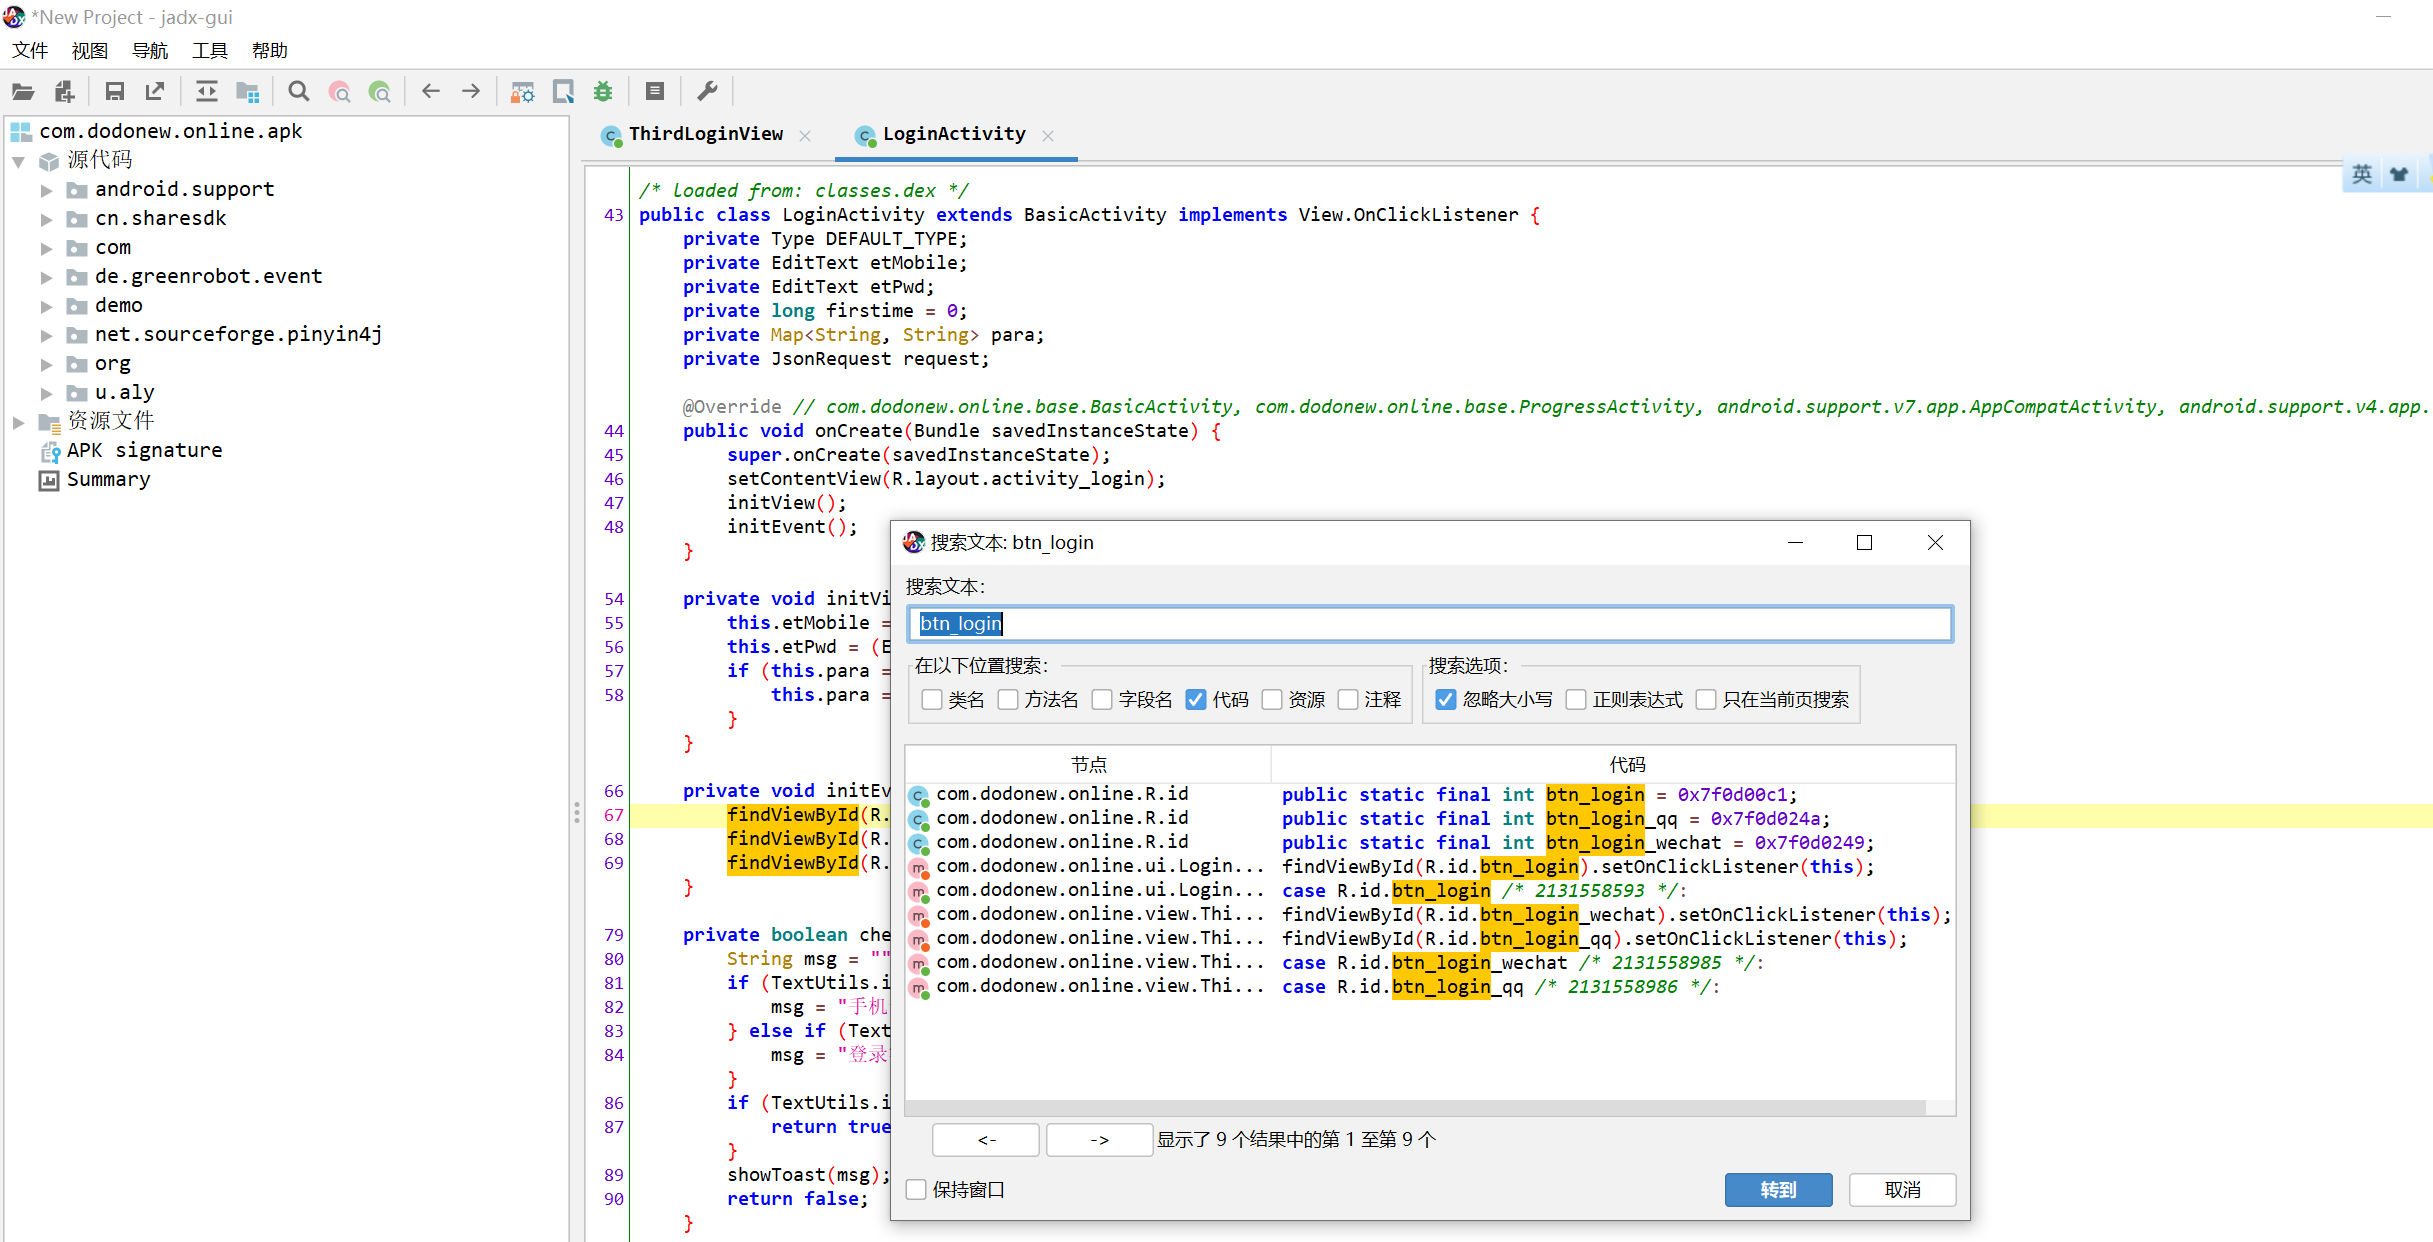 *New Project - jadx-gui
文件 视图 导航 工具 帮助
com.dodonew.online.apk
源代码
android.support
cn.sharesdk
com
de.greenrobot.event
demo
net.sourceforge.pinyin4j
org
u.aly
资源文件
APK signature
Summary
ThirdLoginView LoginActivity
英
/* loaded from: classes.dex */
43 public class LoginActivity extends BasicActivity implements View.OnClickListener {
private Type DEFAULT_TYPE;
private EditText etMobile;
private EditText etPwd;
private long firstime = 0;
private Map<String, String> para;
private JsonRequest request;
@Override // com.dodonew.online.base.BasicActivity, com.dodonew.online.base.ProgressActivity, android.support.v7.app.AppCompatActivity, android.support.v4.app.
44 public void onCreate(Bundle savedInstanceState) {
45 super.onCreate(savedInstanceState);
46 setContentView(R.layout.activity_login);
47 initView();
48 initEvent();
}
54 private void initVi
55 this.etMobile =
56 this.etPwd = (E
57 if (this.para =
58 this.para =
}
}
66 private void initEv
67 findViewById(R.
68 findViewById(R.
69 findViewById(R.
}
79 private boolean che
80 String msg = ""
81 if (TextUtils.i
82 msg = "手机
83 } else if (Text
84 msg = "登录
}
86 if (TextUtils.i
87 return true
}
89 showToast(msg);
90 return false;
}
搜索文本: btn_login
搜索文本:
btn_login
在以下位置搜索: 搜索选项:
类名 方法名 字段名 代码 资源 注释 忽略大小写 正则表达式 只在当前页搜索
节点 代码
com.dodonew.online.R.id public static final int btn_login = 0x7f0d00c1;
com.dodonew.online.R.id public static final int btn_login_qq = 0x7f0d024a;
com.dodonew.online.R.id public static final int btn_login_wechat = 0x7f0d0249;
com.dodonew.online.ui.Login... findViewById(R.id.btn_login).setOnClickListener(this);
com.dodonew.online.ui.Login... case R.id.btn_login /* 2131558593 */:
com.dodonew.online.view.Thi... findViewById(R.id.btn_login_wechat).setOnClickListener(this);
com.dodonew.online.view.Thi... findViewById(R.id.btn_login_qq).setOnClickListener(this);
com.dodonew.online.view.Thi... case R.id.btn_login_wechat /* 2131558985 */:
com.dodonew.online.view.Thi... case R.id.btn_login_qq /* 2131558986 */:
<- -> 显示了 9 个结果中的第 1 至第 9 个
保持窗口 转到 取消